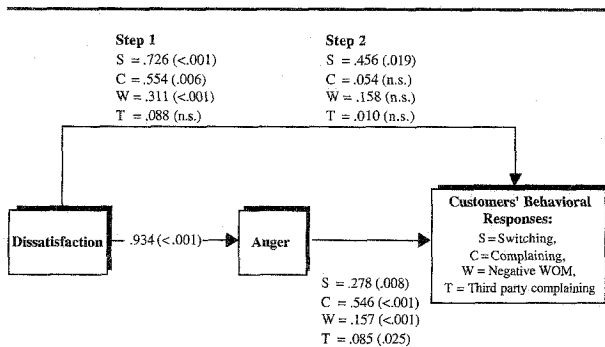 Step 1
S = .726 (<.001)
C = .554 (.006)
W = .311 (<.001)
T = .088 (n.s.)
Step 2
S = .456 (.019)
C = .054 (n.s.)
W = .158 (n.s.)
T = .010 (n.s.)
Dissatisfaction
.934 (<.001)
Anger
Customers' Behavioral
Responses:
S = Switching,
C = Complaining,
W = Negative WOM,
T = Third party complaining
S = .278 (.008)
C = .546 (<.001)
W = .157 (<.001)
T = .085 (.025)